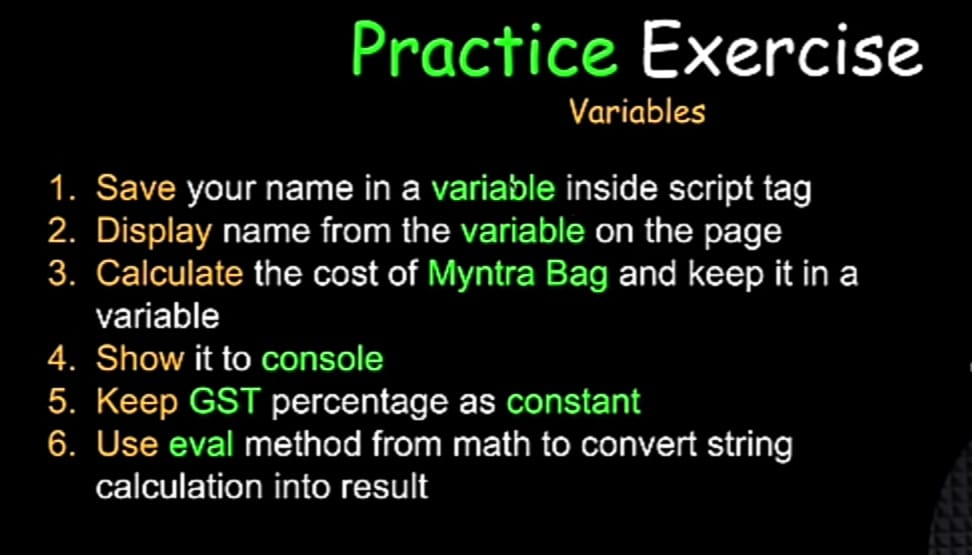 Practice Exercise
Variables
1. Save your name in a variable inside script tag
2. Display name from the variable on the page
3. Calculate the cost of Myntra Bag and keep it in a
variable
4. Show it to console
5. Keep GST percentage as constant
6. Use eval method from math to convert string
calculation into result